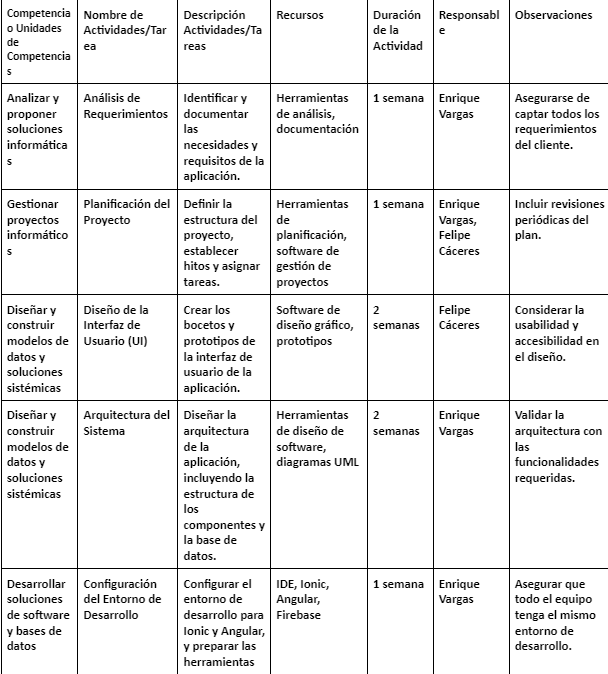 Competencia
o Unidades
de
Competencia
s
Nombre de
Actividades/Tar
ea
Descripción
Actividades/Ta
reas
Recursos
Duración
de la
Actividad
Responsabl
e
Observaciones
Analizar y
proponer
soluciones
informática
s
Análisis de
Requerimientos
Identificar y
documentar
las
necesidades y
requisitos de la
aplicación.
Herramientas
de análisis,
documentación
1 semana
Enrique
Vargas
Asegurarse de
captar todos los
requerimientos
del cliente.
Gestionar
proyectos
informático
s
Planificación del
Proyecto
Definir la
estructura del
proyecto,
establecer
hitos y asignar
tareas.
Herramientas
de
planificación,
software de
gestión de
proyectos
1 semana
Enrique
Vargas,
Felipe
Cáceres
Incluir revisiones
periódicas del
plan.
Diseñar y
construir
modelos de
datos y
soluciones
sistémicas
Diseño de la
Interfaz de
Usuario (UI)
Crear los
bocetos y
prototipos de
la interfaz de
usuario de la
aplicación.
Software de
diseño gráfico,
prototipos
2
semanas
Felipe
Cáceres
Considerar la
usabilidad y
accesibilidad en
el diseño.
Diseñar y
construir
modelos de
datos y
soluciones
sistémicas
Arquitectura del
Sistema
Diseñar la
arquitectura
de la
aplicación,
incluyendo la
estructura de
los
componentes y
la base de
datos.
Herramientas
de diseño de
software,
diagramas UML
2
semanas
Enrique
Vargas
Validar la
arquitectura con
las
funcionalidades
requeridas.
Desarrollar
soluciones
de software
y bases de
datos
Configuración
del Entorno de
Desarrollo
Configurar el
entorno de
desarrollo para
Ionic y Angular,
y preparar las
herramientas
IDE, Ionic,
Angular,
Firebase
1 semana
Enrique
Vargas
Asegurar que
todo el equipo
tenga el mismo
entorno de
desarrollo.